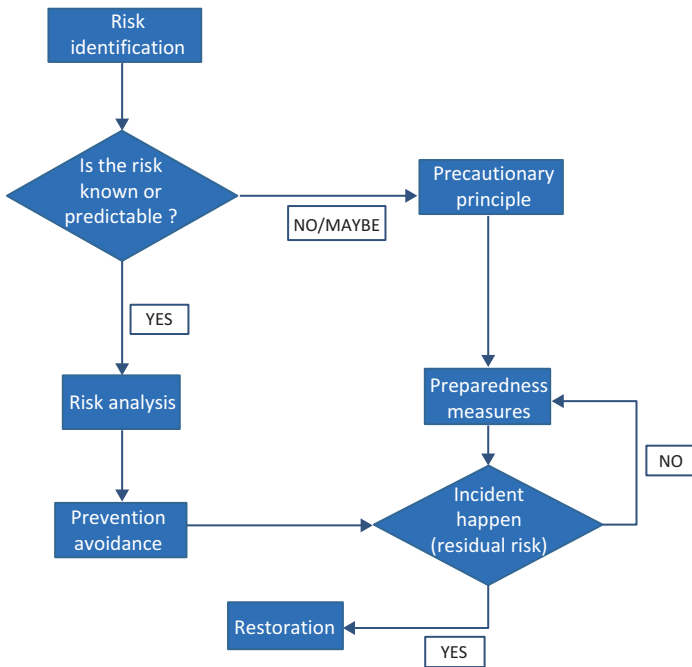 Risk
identification
Is the risk
known or
predictable ?
NO/MAYBE
Precautionary
principle
YES
Risk analysis
Preparedness
measures
NO
Prevention
avoidance
Incident
happen
(residual risk)
Restoration
YES